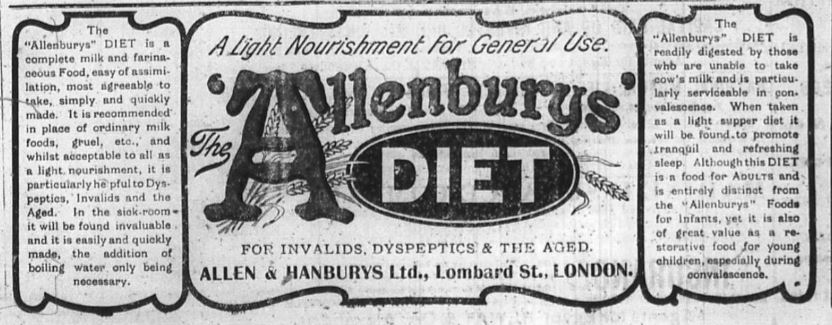 The
"Allenburys" DIET is a
complete milk and farina-
ceous Food, easy of assimi-
lation, most agreeable to
take, simply and quickly
made. It is recommended
in place of ordinary milk
foods, gruel, etc., and
whilst acceptable to all as
a light nourishment, it is
particularly helpful to Dys-
peptics, Invalids and the
Aged. In the sick-room
it will be found invaluable
and it is easily and quickly
made, the addition of
boiling water only being
necessary.
A Light Nourishment for General Use.
The 'Allenburys'
DIET
FOR INVALIDS, DYSPEPTICS & THE AGED.
ALLEN & HANBURYS Ltd., Lombard St., LONDON.
The
"Allenburys" DIET is
readily digested by those
who are unable to take
cow's milk and is particu-
larly serviceable in con-
valescence. When taken
as a light supper diet it
will be found to promote
tranquil and refreshing
sleep. Although this DIET
is a food for ADULTS and
is entirely distinct from
the "Allenburys" Foods
for Infants, yet it is also
of great value as a re-
storative food for young
children, especially during
convalescence.